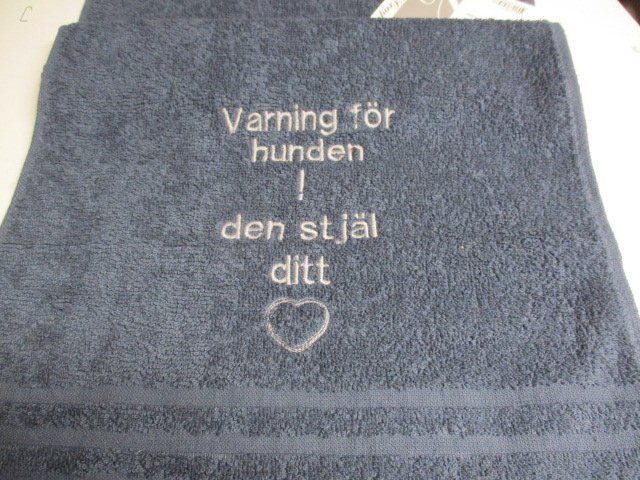 Varning för
hunden
!
den stjäl
ditt